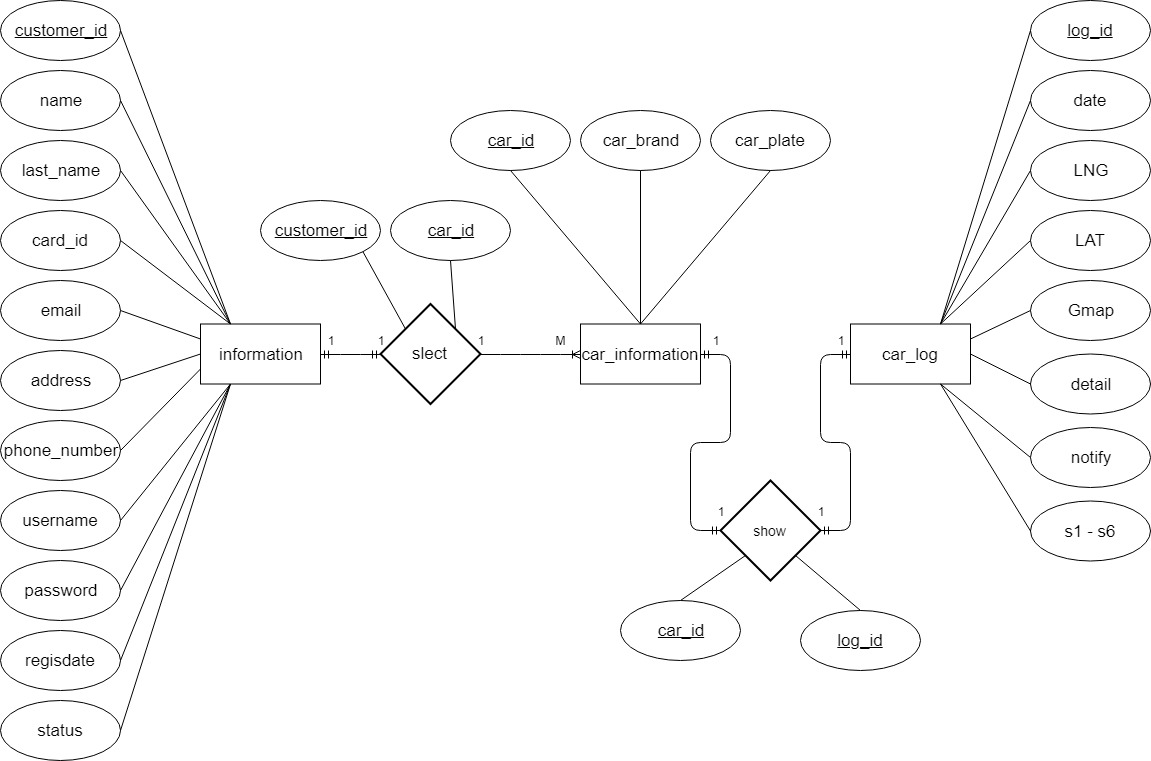 customer_id
name
last_name
card_id
email
address
phone_number
username
password
regisdate
status
information
1
1
customer_id
car_id
slect
1
M
car_id
car_brand
car_plate
car_information
1
1
car_log
1
1
show
car_id
log_id
log_id
date
LNG
LAT
Gmap
detail
notify
s1 - s6